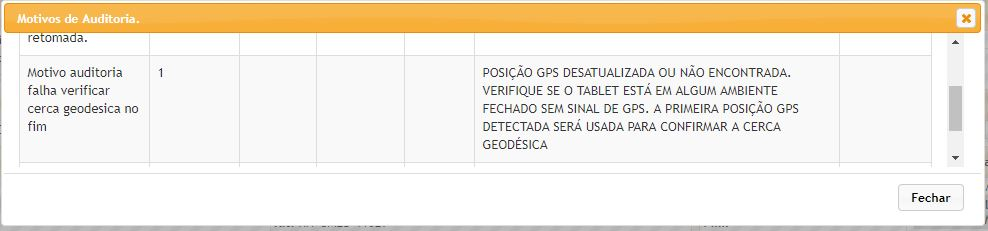 Motivos de Auditoria.
retomada.
Motivo auditoria
falha verificar
cerca geodesica no
fim
1
POSIÇÃO GPS DESATUALIZADA OU NÃO ENCONTRADA.
VERIFIQUE SE O TABLET ESTÁ EM ALGUM AMBIENTE
FECHADO SEM SINAL DE GPS. A PRIMEIRA POSIÇÃO GPS
DETECTADA SERÁ USADA PARA CONFIRMAR A CERCA
GEODÉSICA
Fechar